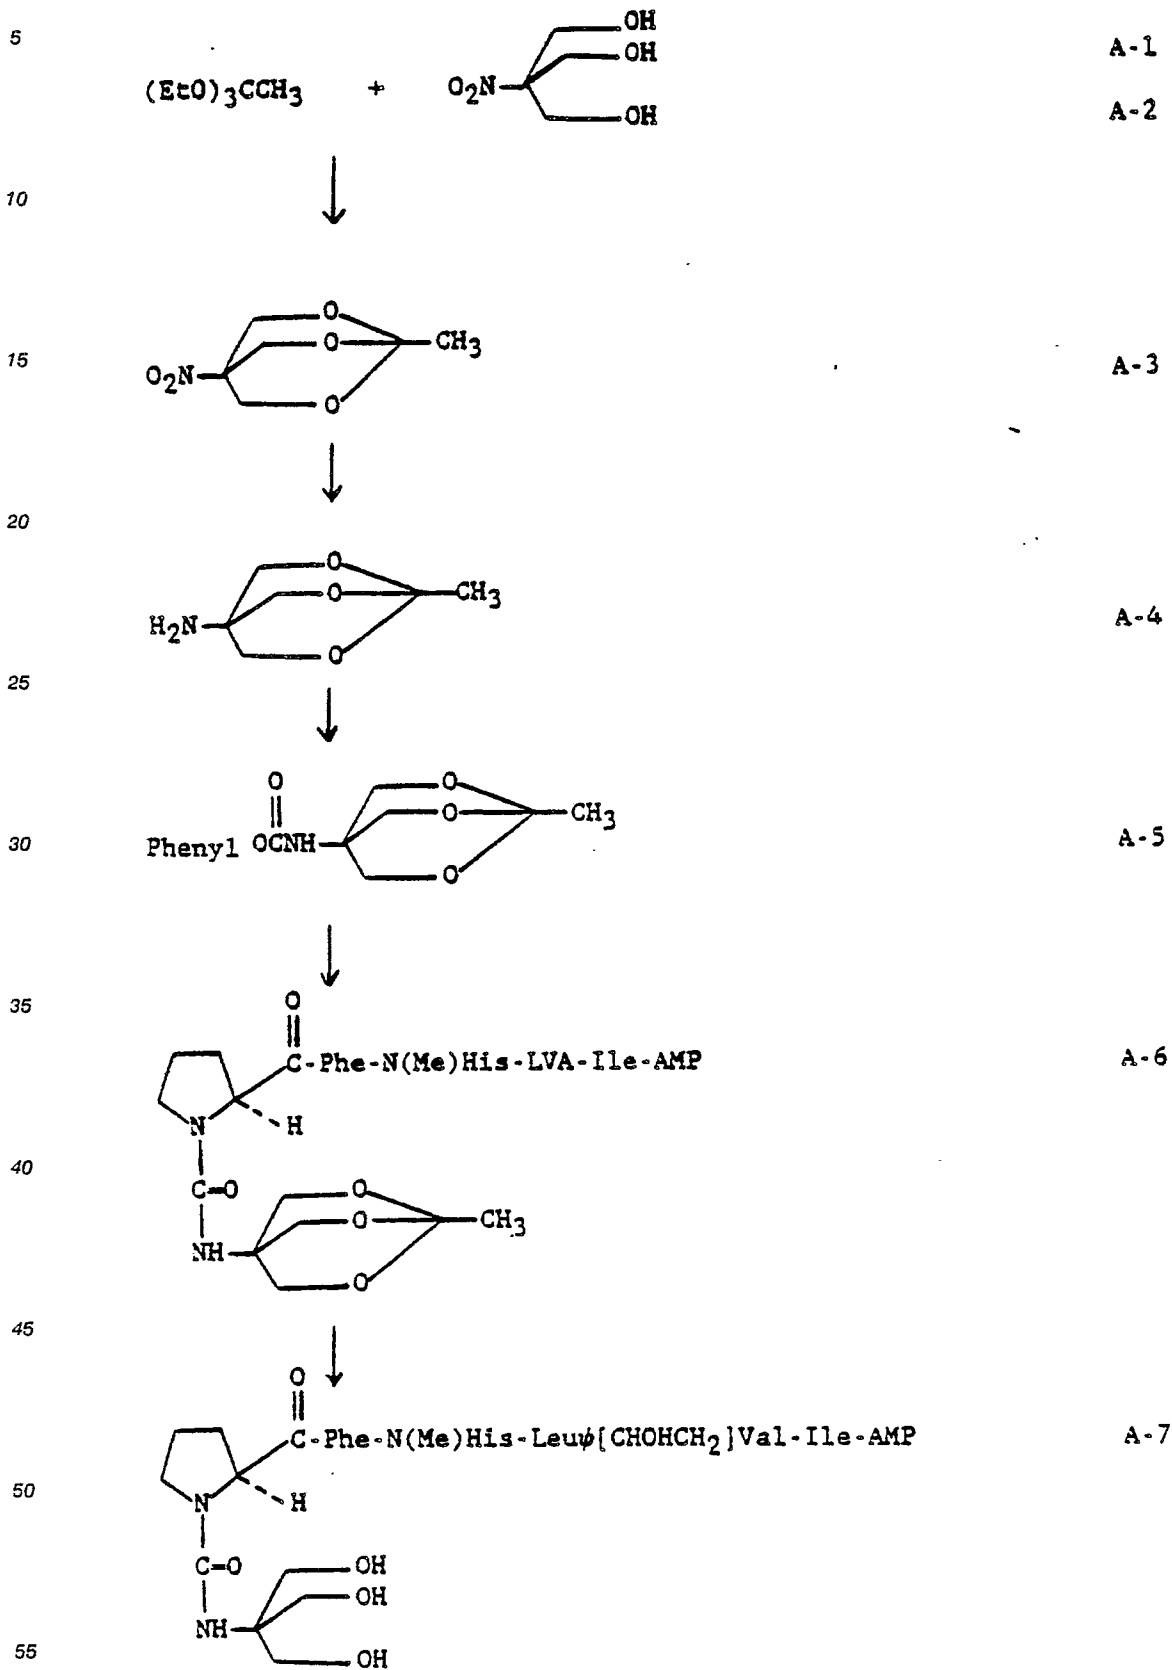 5
OH
OH
A-1
(EtO)3CCH3 + O2N
OH
A-2
10
O
O
CH3
15
O2N
O
A-3
20
O
O
CH3
H2N
O
A-4
25
O
O
O
CH3
30
Phenyl OCNH
O
A-5
35
O
C-Phe-N(Me)His-LVA-Ile-AMP
A-6
N
H
40
C=O
O
O
CH3
NH
O
45
O
C-Phe-N(Me)His-Leuψ[CHOHCH2]Val-Ile-AMP
A-7
50
N
H
C=O
OH
OH
NH
55
OH